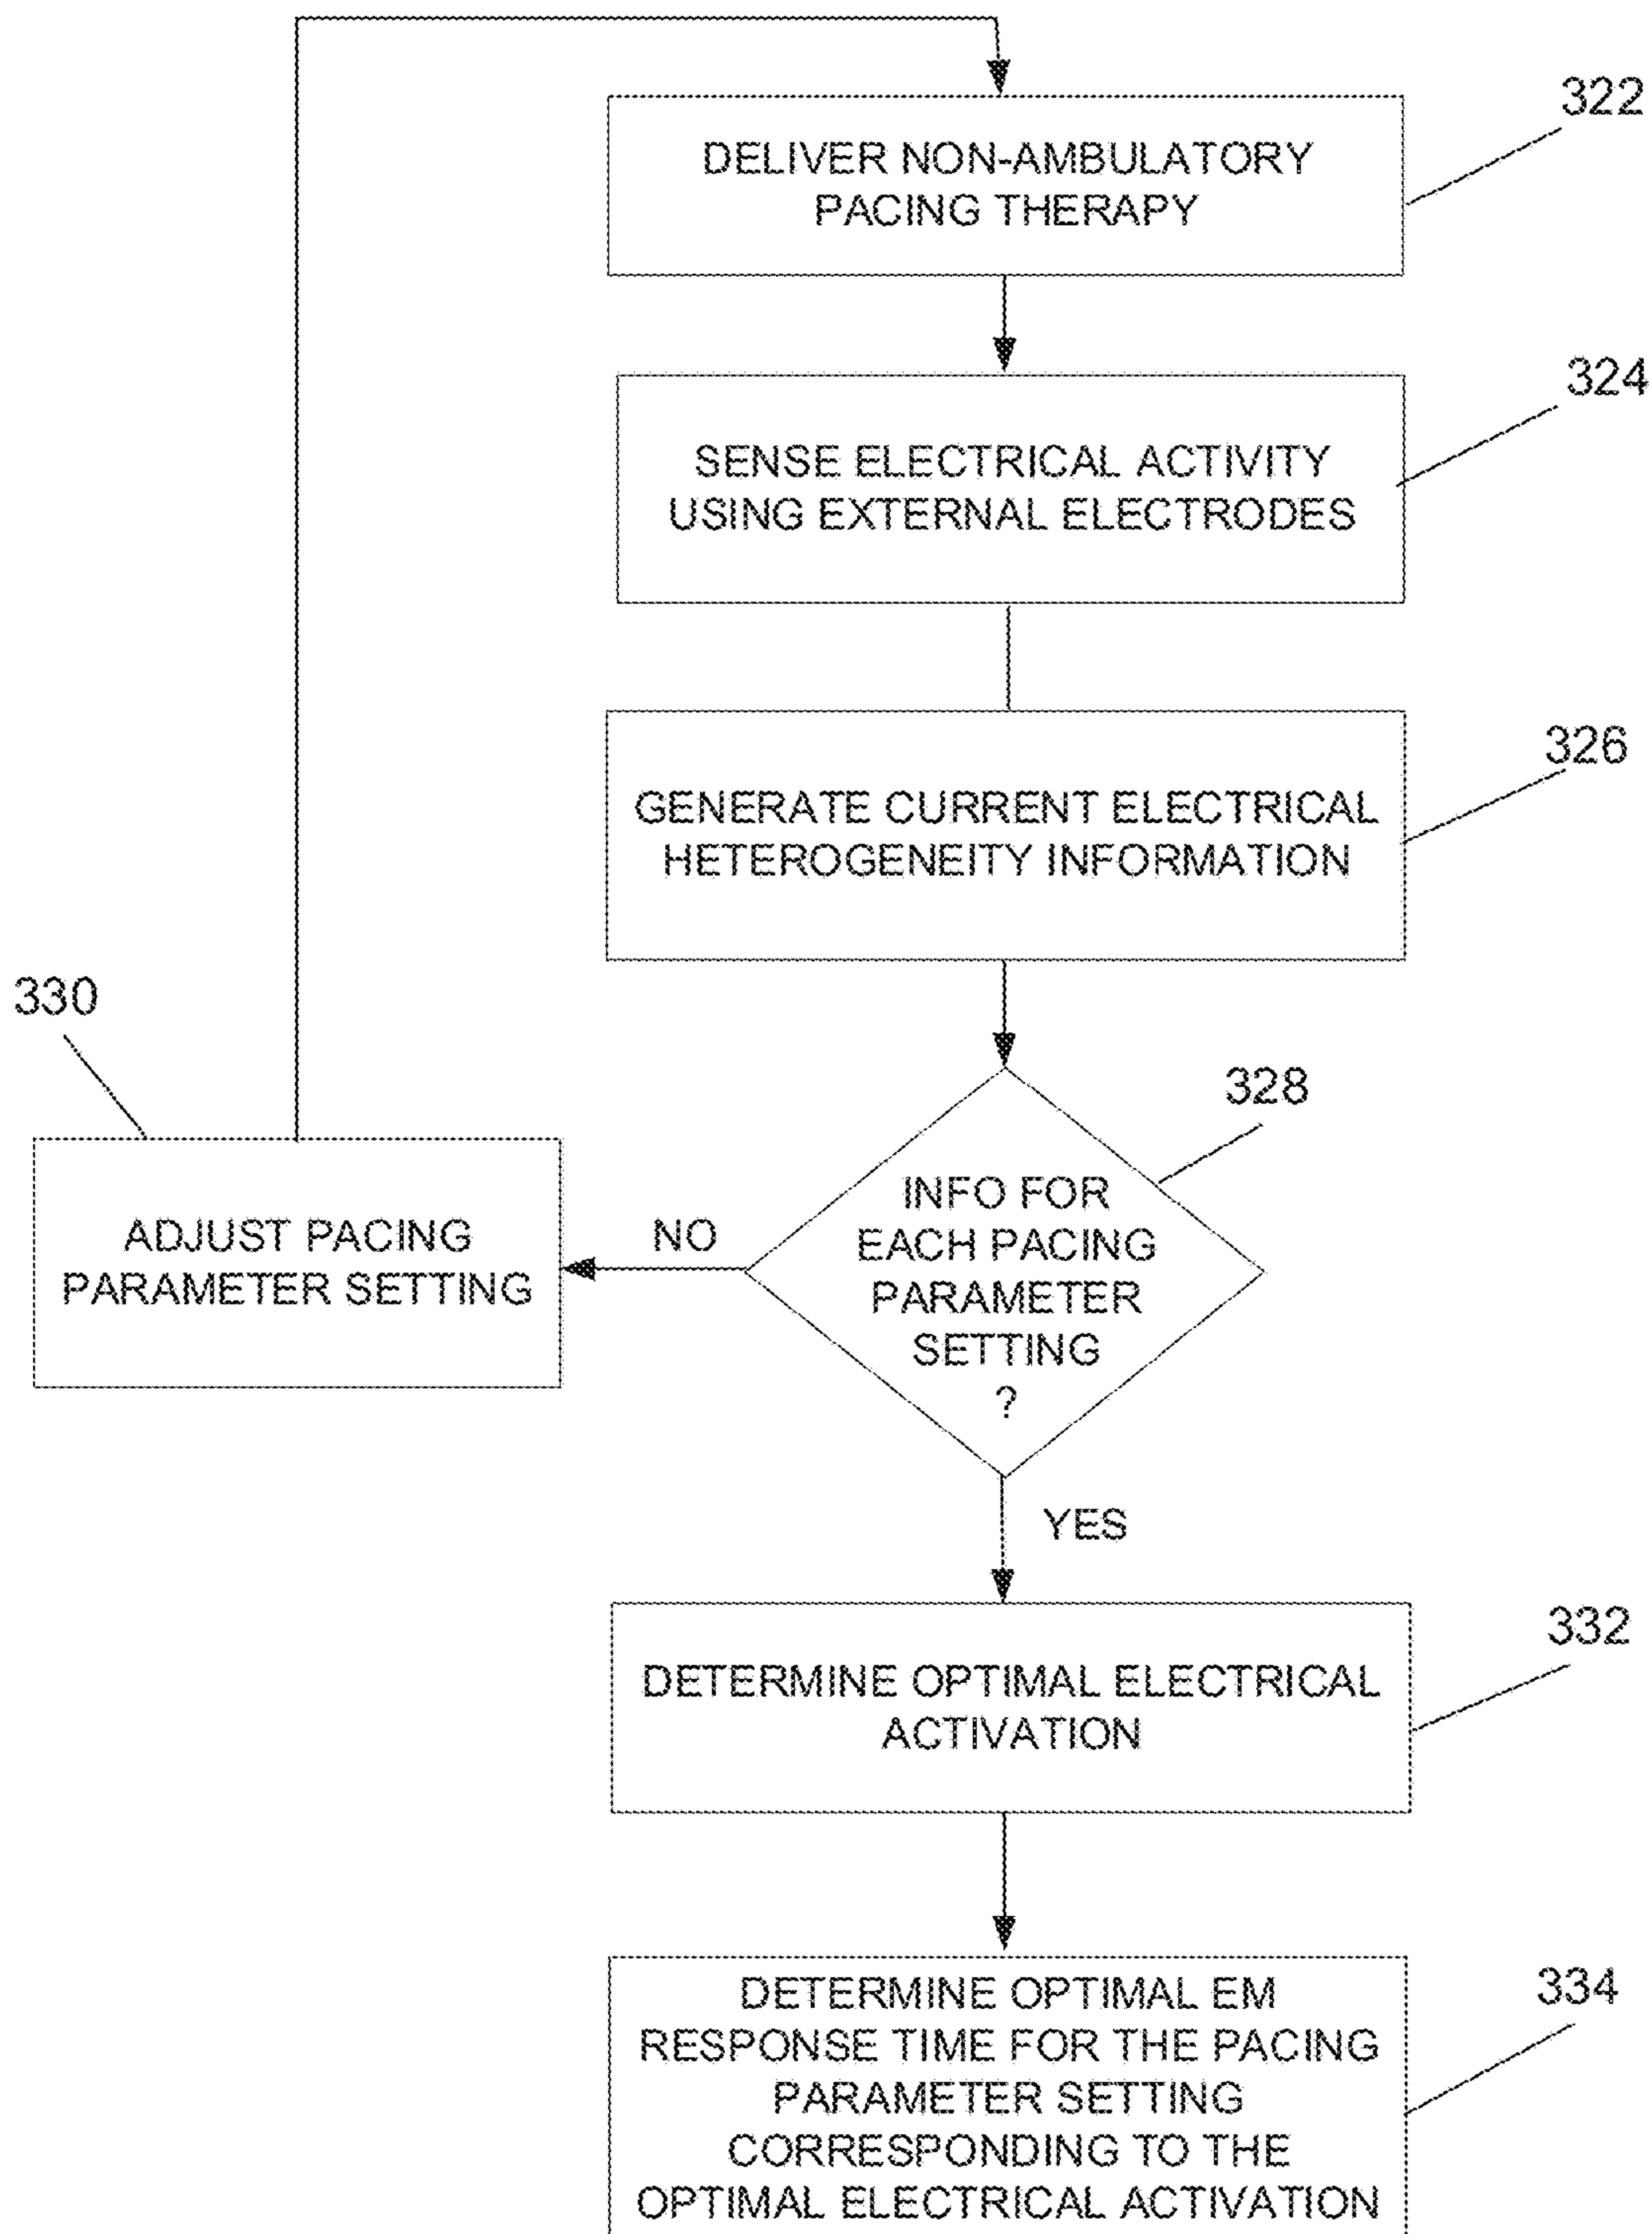 322
DELIVER NON-AMBULATORY
PACING THERAPY
324
SENSE ELECTRICAL ACTIVITY
USING EXTERNAL ELECTRODES
326
GENERATE CURRENT ELECTRICAL
HETEROGENEITY INFORMATION
328
INFO FOR
EACH PACING
PARAMETER
SETTING
?
NO
330
ADJUST PACING
PARAMETER SETTING
YES
332
DETERMINE OPTIMAL ELECTRICAL
ACTIVATION
334
DETERMINE OPTIMAL EM
RESPONSE TIME FOR THE PACING
PARAMETER SETTING
CORRESPONDING TO THE
OPTIMAL ELECTRICAL ACTIVATION